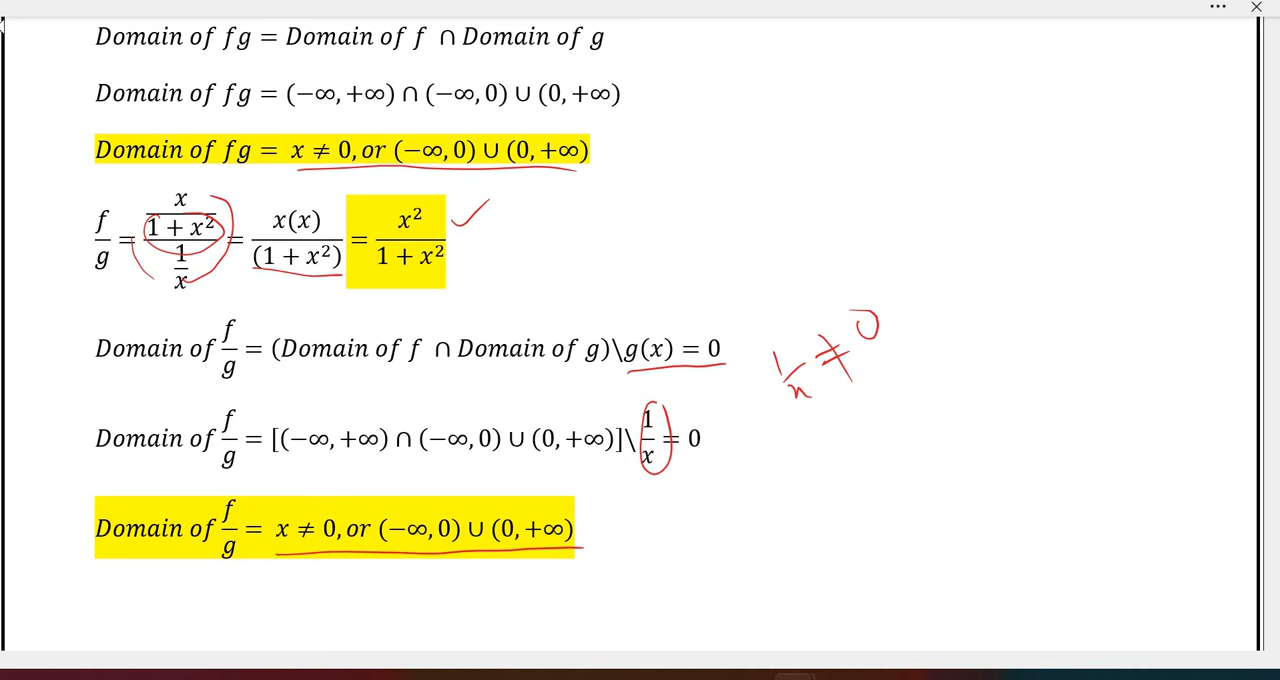 Domain of fg = Domain of f ∩ Domain of g
Domain of fg = (−∞, +∞) ∩ (−∞, 0) ∪ (0, +∞)
Domain of fg = x ≠ 0, or (−∞, 0) ∪ (0, +∞)
f/g = (x/(1 + x²))/(1/x) = x(x)/(1 + x²) = x²/(1 + x²)
Domain of f/g = (Domain of f ∩ Domain of g)\g(x) = 0
1/x ≠ 0
Domain of f/g = [(−∞, +∞) ∩ (−∞, 0) ∪ (0, +∞)]\1/x = 0
Domain of f/g = x ≠ 0, or (−∞, 0) ∪ (0, +∞)